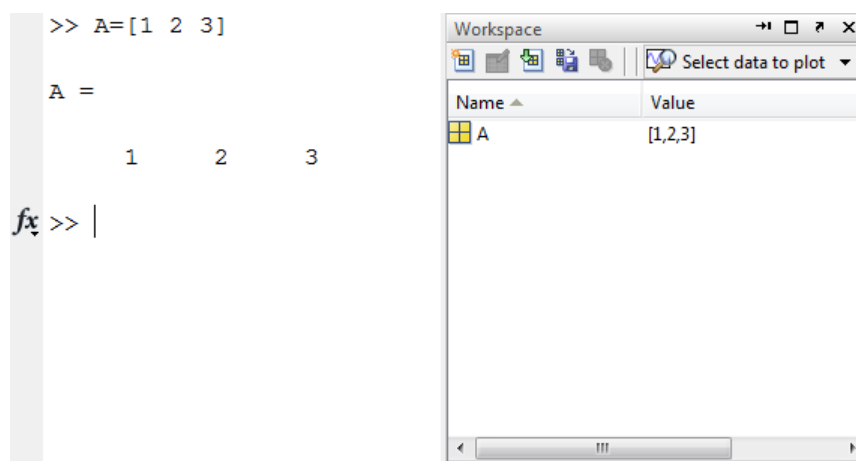 >> A=[1 2 3]
A =
1 2 3
fx >>
Workspace
Select data to plot
Name Value
A [1,2,3]